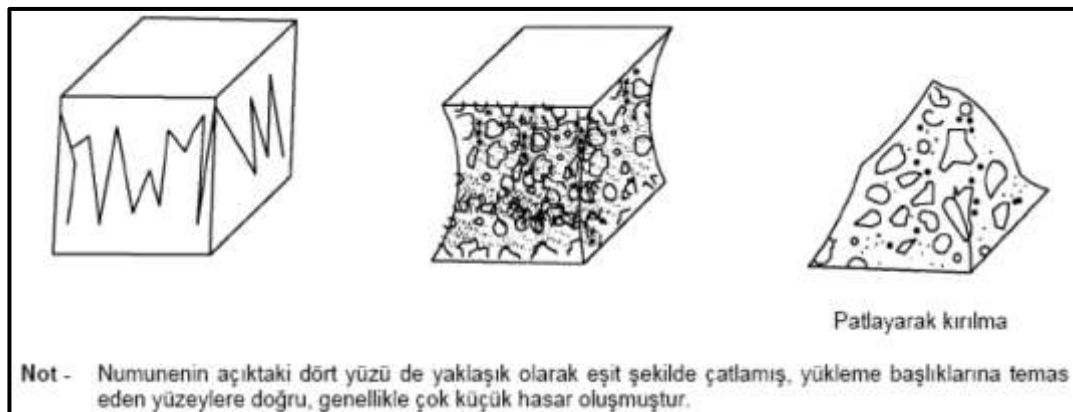 Patlayarak kırılma
Not - Numunenin açıktaki dört yüzü de yaklaşık olarak eşit şekilde çatlamış, yükleme başlıklarına temas
eden yüzeylere doğru, genellikle çok küçük hasar oluşmuştur.